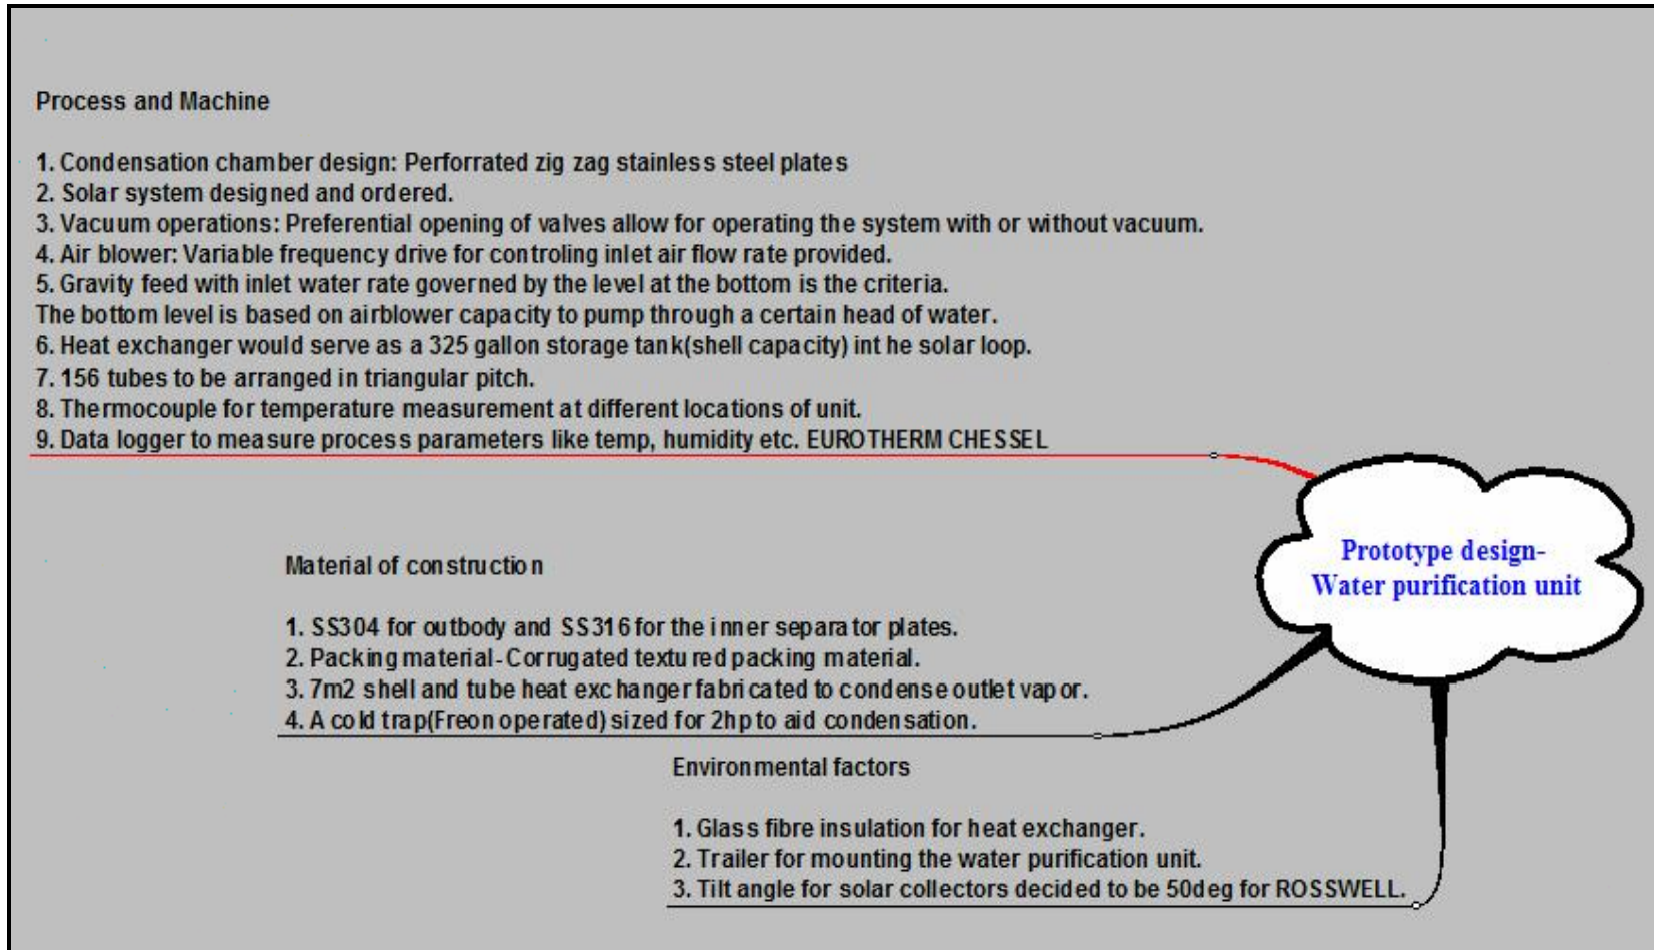 Process and Machine
1. Condensation chamber design: Perforrated zig zag stainless steel plates
2. Solar system designed and ordered.
3. Vacuum operations: Preferential opening of valves allow for operating the system with or without vacuum.
4. Air blower: Variable frequency drive for controling inlet air flow rate provided.
5. Gravity feed with inlet water rate governed by the level at the bottom is the criteria.
The bottom level is based on airblower capacity to pump through a certain head of water.
6. Heat exchanger would serve as a 325 gallon storage tank(shell capacity) int he solar loop.
7. 156 tubes to be arranged in triangular pitch.
8. Thermocouple for temperature measurement at different locations of unit.
9. Data logger to measure process parameters like temp, humidity etc. EUROTHERM CHESSEL
Prototype design-
Water purification unit
Material of construction
1. SS304 for outbody and SS316 for the inner separator plates.
2. Packing material-Corrugated textured packing material.
3. 7m2 shell and tube heat exchanger fabricated to condense outlet vapor.
4. A cold trap(Freon operated) sized for 2hp to aid condensation.
Environmental factors
1. Glass fibre insulation for heat exchanger.
2. Trailer for mounting the water purification unit.
3. Tilt angle for solar collectors decided to be 50deg for ROSSWELL.